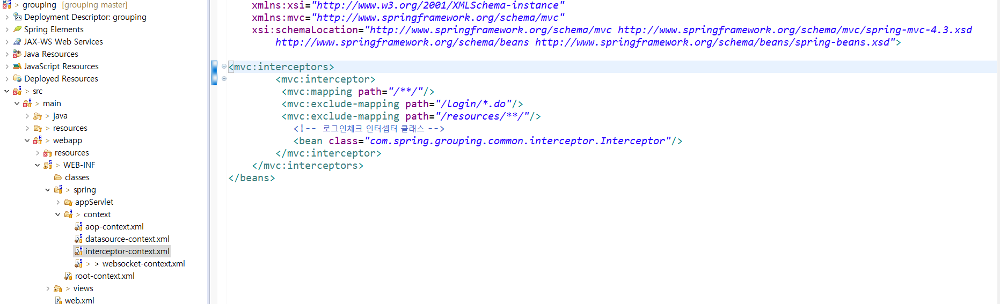 > grouping [grouping master]
> Deployment Descriptor: grouping
> Spring Elements
> JAX-WS Web Services
> Java Resources
> JavaScript Resources
> Deployed Resources
> src
> main
> java
> resources
> webapp
> resources
> WEB-INF
classes
> spring
> appServlet
> context
aop-context.xml
datasource-context.xml
interceptor-context.xml
> > websocket-context.xml
root-context.xml
> views
web.xml
xmlns:xsi="http://www.w3.org/2001/XMLSchema-instance"
xmlns:mvc="http://www.springframework.org/schema/mvc"
xsi:schemaLocation="http://www.springframework.org/schema/mvc http://www.springframework.org/schema/mvc/spring-mvc-4.3.xsd
http://www.springframework.org/schema/beans http://www.springframework.org/schema/beans/spring-beans.xsd">
<mvc:interceptors>
<mvc:interceptor>
<mvc:mapping path="/**/"/>
<mvc:exclude-mapping path="/login/*.do"/>
<mvc:exclude-mapping path="/resources/**/"/>
<!-- 로그인체크 인터셉터 클래스 -->
<bean class="com.spring.grouping.common.interceptor.Interceptor"/>
</mvc:interceptor>
</mvc:interceptors>
</beans>